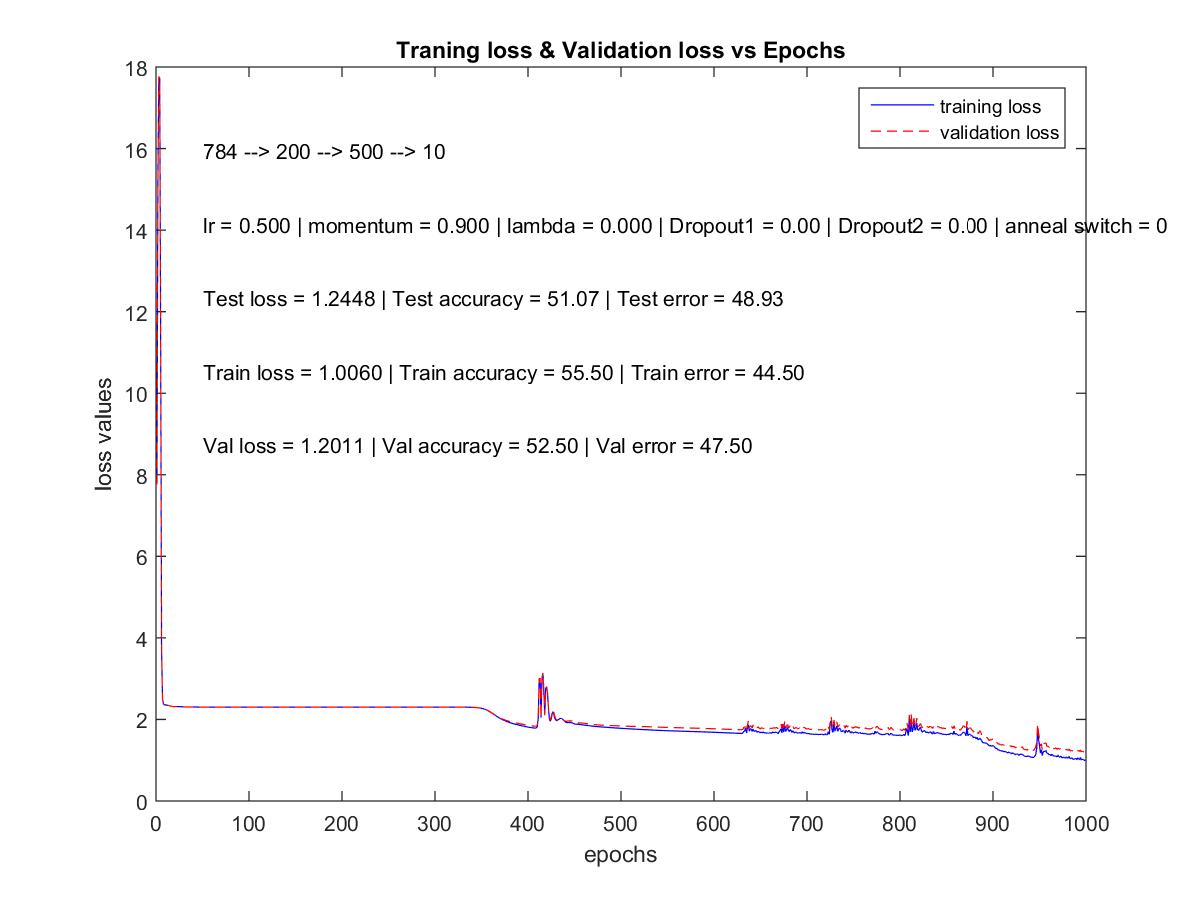 Traning loss & Validation loss vs Epochs
training loss
validation loss
784 --> 200 --> 500 --> 10
lr = 0.500 | momentum = 0.900 | lambda = 0.000 | Dropout1 = 0.00 | Dropout2 = 0.00 | anneal switch = 0
Test loss = 1.2448 | Test accuracy = 51.07 | Test error = 48.93
Train loss = 1.0060 | Train accuracy = 55.50 | Train error = 44.50
Val loss = 1.2011 | Val accuracy = 52.50 | Val error = 47.50
loss values
18
16
14
12
10
8
6
4
2
0
0 100 200 300 400 500 600 700 800 900 1000
epochs